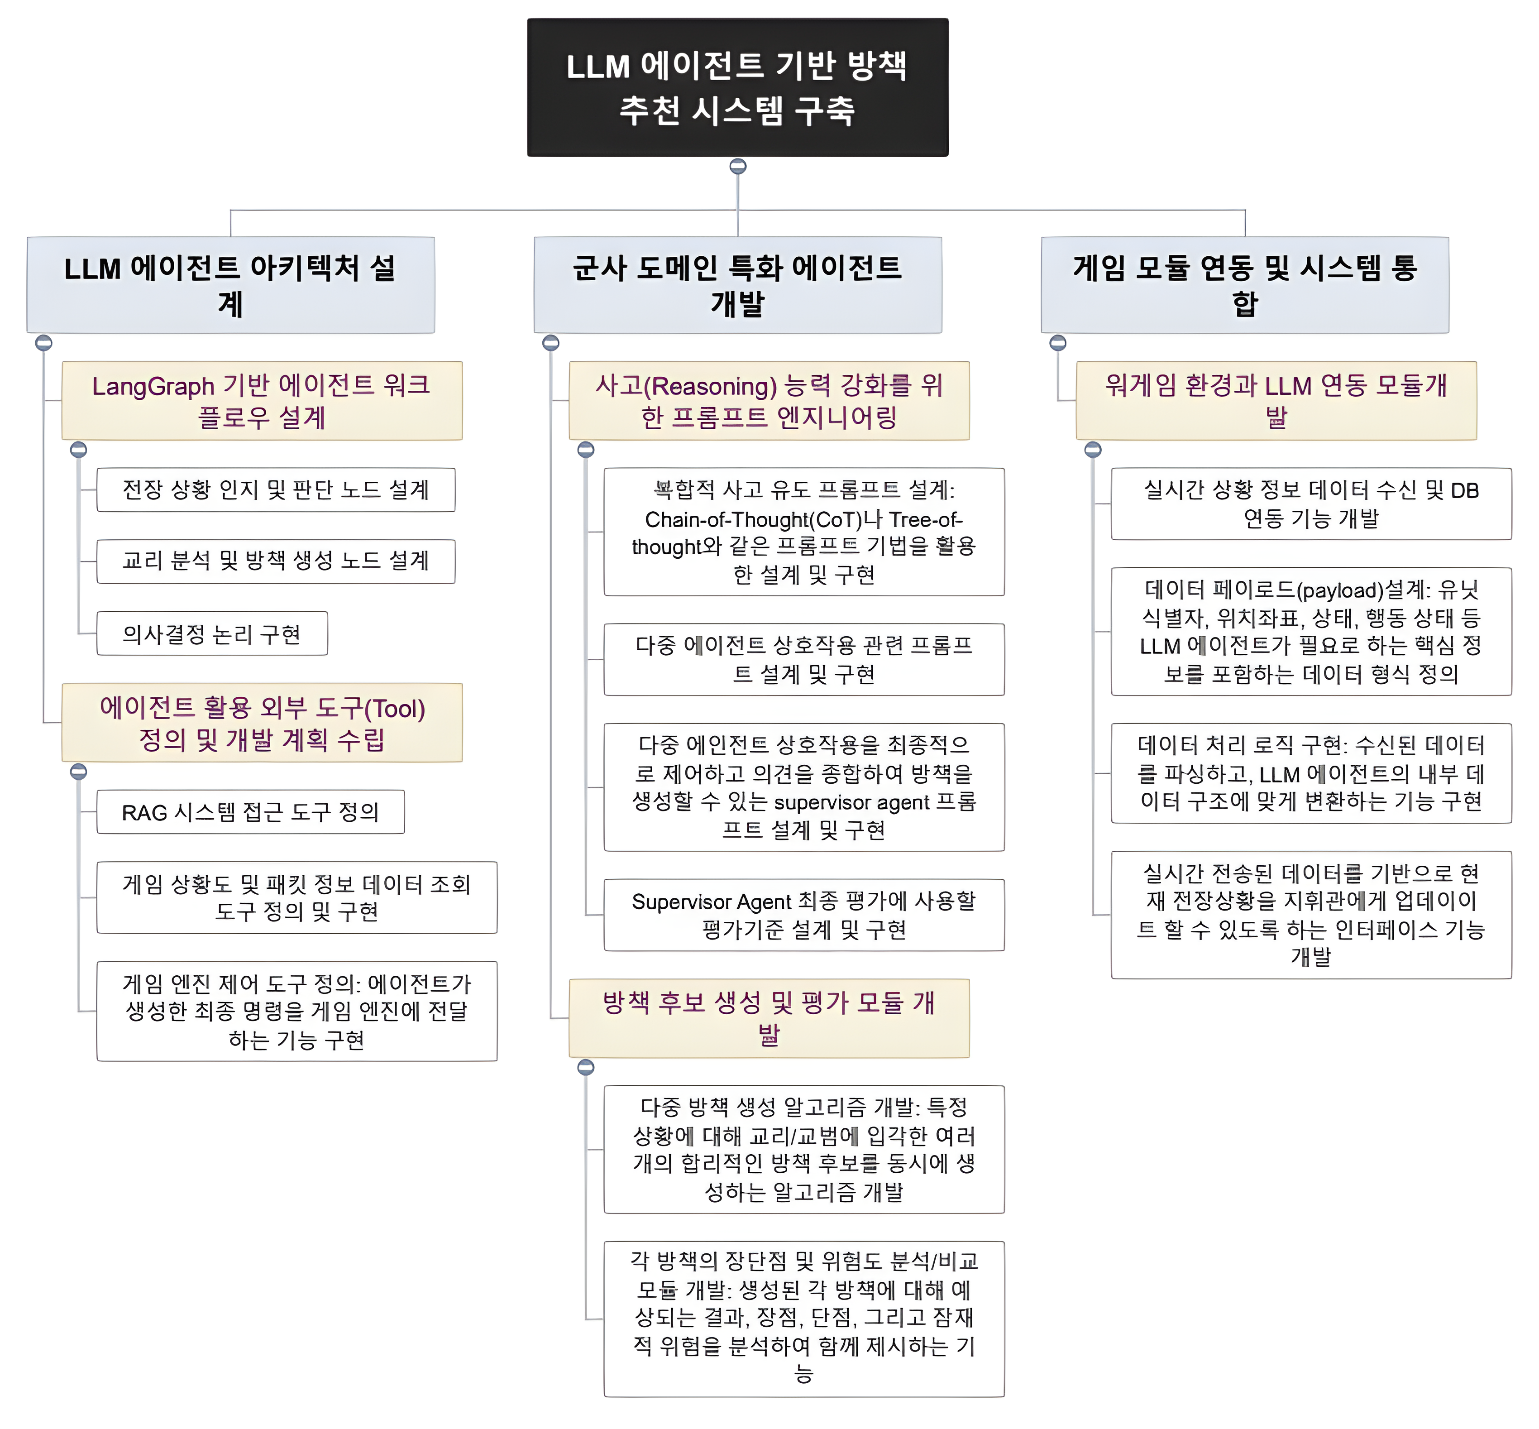 LLM 에이전트 기반 방책
추천 시스템 구축
LLM 에이전트 아키텍처 설
계
LangGraph 기반 에이전트 워크
플로우 설계
전장 상황 인지 및 판단 노드 설계
교리 분석 및 방책 생성 노드 설계
의사결정 논리 구현
에이전트 활용 외부 도구(Tool)
정의 및 개발 계획 수립
RAG 시스템 접근 도구 정의
게임 상황도 및 패킷 정보 데이터 조회
도구 정의 및 구현
게임 엔진 제어 도구 정의: 에이전트가
생성한 최종 명령을 게임 엔진에 전달
하는 기능 구현
군사 도메인 특화 에이전트
개발
사고(Reasoning) 능력 강화를 위
한 프롬프트 엔지니어링
복합적 사고 유도 프롬프트 설계:
Chain-of-Thought(CoT)나 Tree-of-
thought와 같은 프롬프트 기법을 활용
한 설계 및 구현
다중 에이전트 상호작용 관련 프롬프
트 설계 및 구현
다중 에인전트 상호작용을 최종적으
로 제어하고 의견을 종합하여 방책을
생성할 수 있는 supervisor agent 프롬
프트 설계 및 구현
Supervisor Agent 최종 평가에 사용할
평가기준 설계 및 구현
방책 후보 생성 및 평가 모듈 개
발
다중 방책 생성 알고리즘 개발: 특정
상황에 대해 교리/교범에 입각한 여러
개의 합리적인 방책 후보를 동시에 생
성하는 알고리즘 개발
각 방책의 장단점 및 위험도 분석/비교
모듈 개발: 생성된 각 방책에 대해 예
상되는 결과, 장점, 단점, 그리고 잠재
적 위험을 분석하여 함께 제시하는 기
능
게임 모듈 연동 및 시스템 통
합
워게임 환경과 LLM 연동 모듈개
발
실시간 상황 정보 데이터 수신 및 DB
연동 기능 개발
데이터 페이로드(payload)설계: 유닛
식별자, 위치좌표, 상태, 행동 상태 등
LLM 에이전트가 필요로 하는 핵심 정
보를 포함하는 데이터 형식 정의
데이터 처리 로직 구현: 수신된 데이터
를 파싱하고, LLM 에이전트의 내부 데
이터 구조에 맞게 변환하는 기능 구현
실시간 전송된 데이터를 기반으로 현
재 전장상황을 지휘관에게 업데이이
트 할 수 있도록 하는 인터페이스 기능
개발